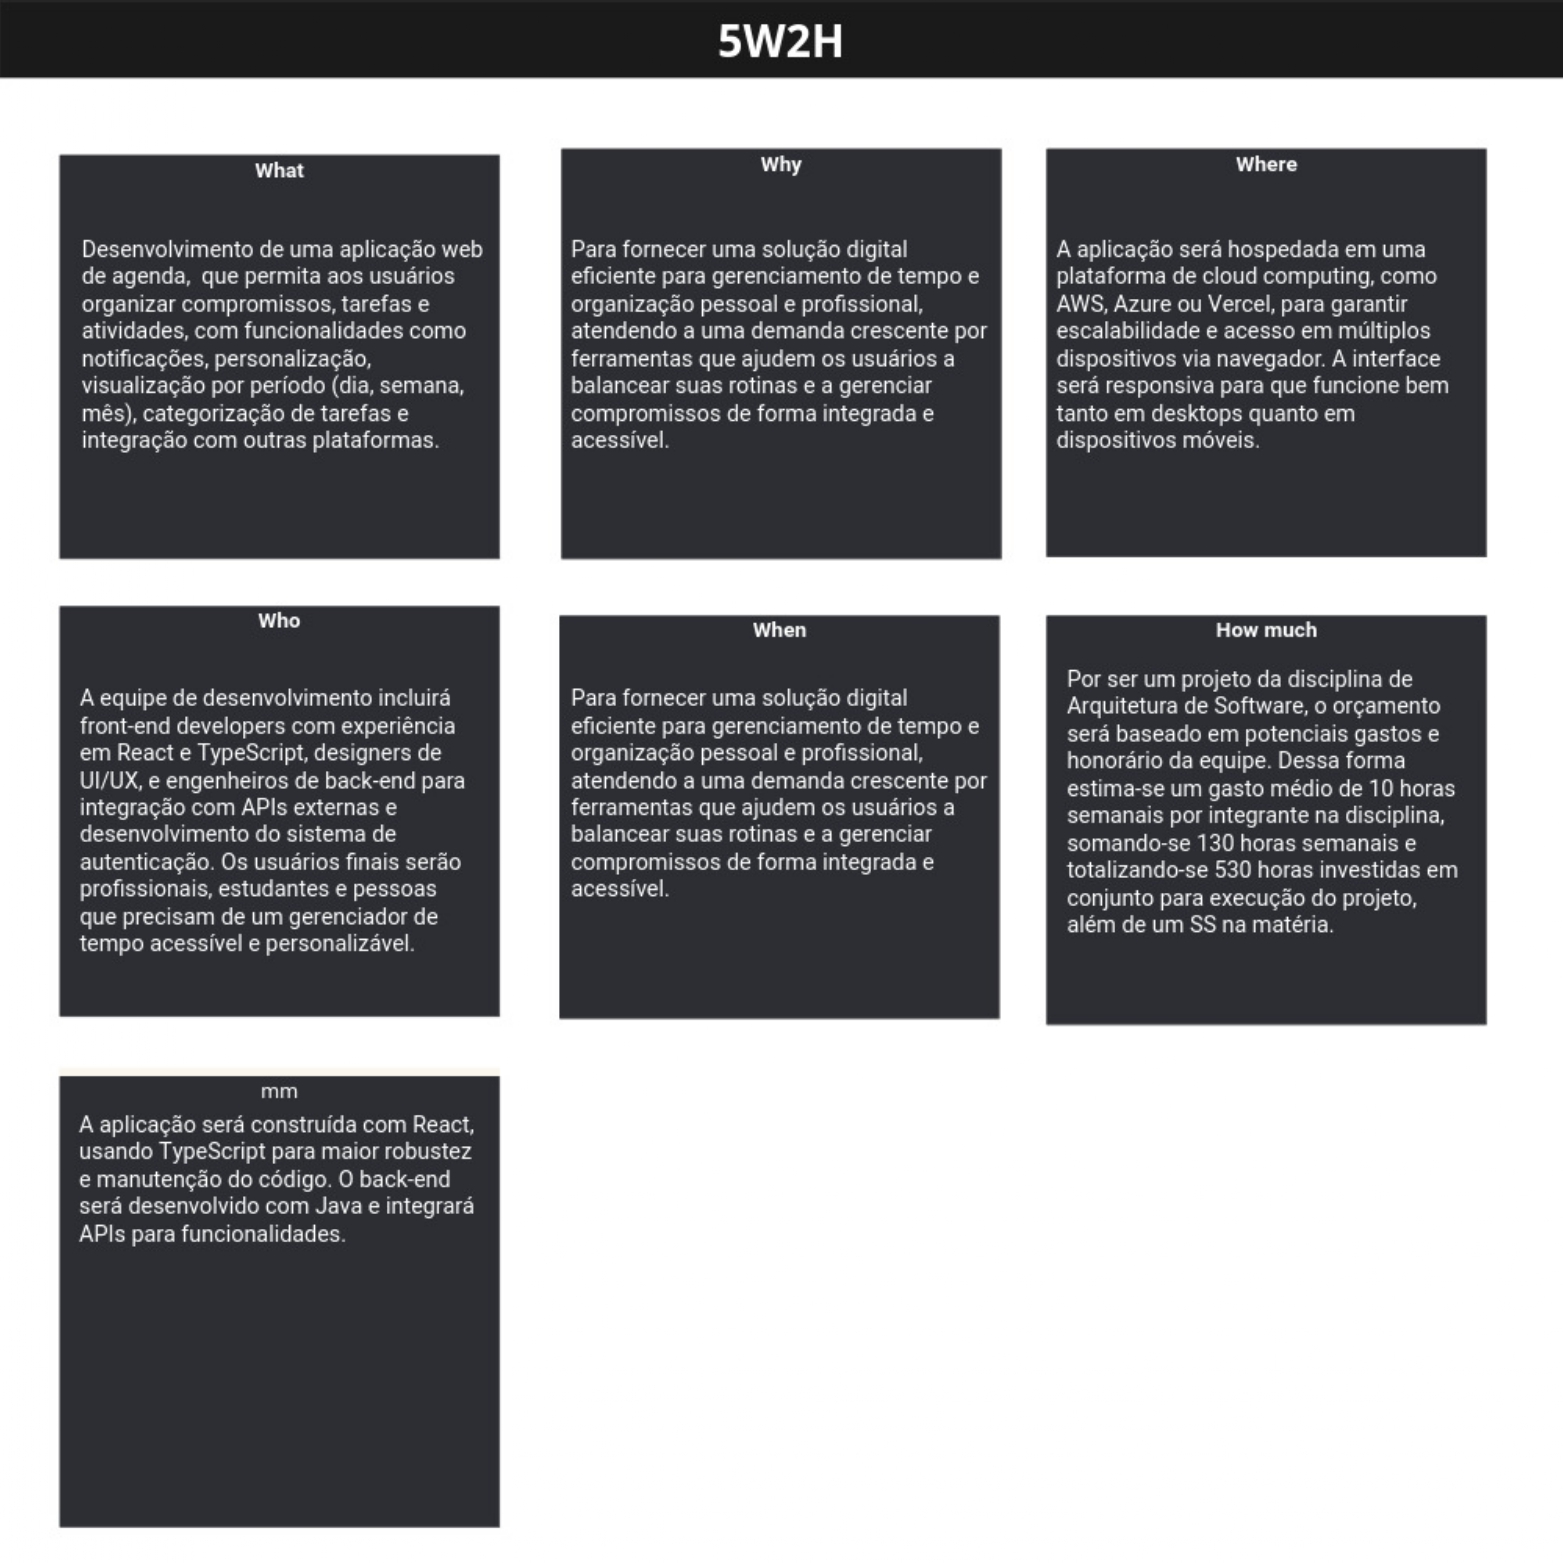 5W2H
What
Desenvolvimento de uma aplicação web
de agenda,  que permita aos usuários
organizar compromissos, tarefas e
atividades, com funcionalidades como
notificações, personalização,
visualização por período (dia, semana,
mês), categorização de tarefas e
integração com outras plataformas.
Why
Para fornecer uma solução digital
eficiente para gerenciamento de tempo e
organização pessoal e profissional,
atendendo a uma demanda crescente por
ferramentas que ajudem os usuários a
balancear suas rotinas e a gerenciar
compromissos de forma integrada e
acessível.
Where
A aplicação será hospedada em uma
plataforma de cloud computing, como
AWS, Azure ou Vercel, para garantir
escalabilidade e acesso em múltiplos
dispositivos via navegador. A interface
será responsiva para que funcione bem
tanto em desktops quanto em
dispositivos móveis.
Who
A equipe de desenvolvimento incluirá
front-end developers com experiência
em React e TypeScript, designers de
UI/UX, e engenheiros de back-end para
integração com APIs externas e
desenvolvimento do sistema de
autenticação. Os usuários finais serão
profissionais, estudantes e pessoas
que precisam de um gerenciador de
tempo acessível e personalizável.
When
Para fornecer uma solução digital
eficiente para gerenciamento de tempo e
organização pessoal e profissional,
atendendo a uma demanda crescente por
ferramentas que ajudem os usuários a
balancear suas rotinas e a gerenciar
compromissos de forma integrada e
acessível.
How much
Por ser um projeto da disciplina de
Arquitetura de Software, o orçamento
será baseado em potenciais gastos e
honorário da equipe. Dessa forma
estima-se um gasto médio de 10 horas
semanais por integrante na disciplina,
somando-se 130 horas semanais e
totalizando-se 530 horas investidas em
conjunto para execução do projeto,
além de um SS na matéria.
mm
A aplicação será construída com React,
usando TypeScript para maior robustez
e manutenção do código. O back-end
será desenvolvido com Java e integrará
APIs para funcionalidades.